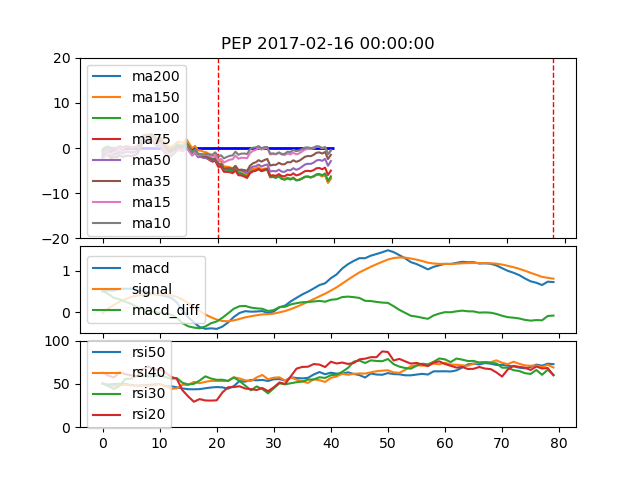 PEP 2017-02-16 00:00:00
20
10
0
−10
−20
ma200
ma150
ma100
ma75
ma50
ma35
ma15
ma10
1
0
macd
signal
macd_diff
100
50
0
rsi50
rsi40
rsi30
rsi20
0 10 20 30 40 50 60 70 80